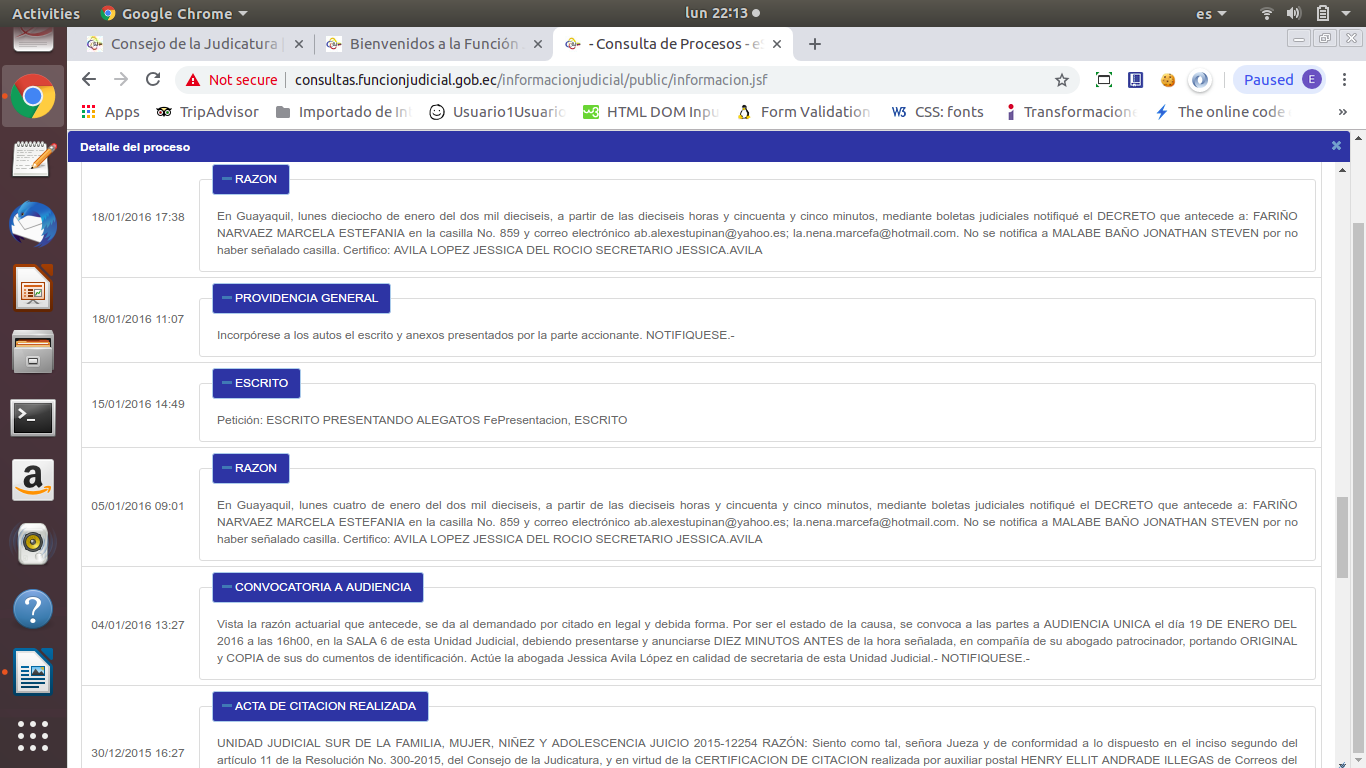 Activities
Google Chrome
lun 22:13
es
Consejo de la Judicatura
Bienvenidos a la Función
- Consulta de Procesos - eS
Not secure
consultas.funcionjudicial.gob.ec/informacionjudicial/public/informacion.jsf
Paused
E
Apps
TripAdvisor
Importado de In
Usuario1Usuario
HTML DOM Inpu
Form Validation
CSS: fonts
Transformacione
The online code
»
Detalle del proceso
18/01/2016 17:38
RAZON
En Guayaquil, lunes dieciocho de enero del dos mil dieciseis, a partir de las dieciseis horas y cincuenta y cinco minutos, mediante boletas judiciales notifiqué el DECRETO que antecede a: FARIÑO
NARVAEZ MARCELA ESTEFANIA en la casilla No. 859 y correo electrónico ab.alexestupinan@yahoo.es; la.nena.marcefa@hotmail.com. No se notifica a MALABE BAÑO JONATHAN STEVEN por no
haber señalado casilla. Certifico: AVILA LOPEZ JESSICA DEL ROCIO SECRETARIO JESSICA.AVILA
18/01/2016 11:07
PROVIDENCIA GENERAL
Incorpórese a los autos el escrito y anexos presentados por la parte accionante. NOTIFIQUESE.-
15/01/2016 14:49
ESCRITO
Petición: ESCRITO PRESENTANDO ALEGATOS FePresentacion, ESCRITO
05/01/2016 09:01
RAZON
En Guayaquil, lunes cuatro de enero del dos mil dieciseis, a partir de las dieciseis horas y cincuenta y cinco minutos, mediante boletas judiciales notifiqué el DECRETO que antecede a: FARIÑO
NARVAEZ MARCELA ESTEFANIA en la casilla No. 859 y correo electrónico ab.alexestupinan@yahoo.es; la.nena.marcefa@hotmail.com. No se notifica a MALABE BAÑO JONATHAN STEVEN por no
haber señalado casilla. Certifico: AVILA LOPEZ JESSICA DEL ROCIO SECRETARIO JESSICA.AVILA
04/01/2016 13:27
CONVOCATORIA A AUDIENCIA
Vista la razón actuarial que antecede, se da al demandado por citado en legal y debida forma. Por ser el estado de la causa, se convoca a las partes a AUDIENCIA UNICA el día 19 DE ENERO DEL
2016 a las 16h00, en la SALA 6 de esta Unidad Judicial, debiendo presentarse y anunciarse DIEZ MINUTOS ANTES de la hora señalada, en compañía de su abogado patrocinador, portando ORIGINAL
y COPIA de sus do cumentos de identificación. Actúe la abogada Jessica Avila López en calidad de secretaria de esta Unidad Judicial.- NOTIFIQUESE.-
30/12/2015 16:27
ACTA DE CITACION REALIZADA
UNIDAD JUDICIAL SUR DE LA FAMILIA, MUJER, NIÑEZ Y ADOLESCENCIA JUICIO 2015-12254 RAZÓN: Siento como tal, señora Jueza y de conformidad a lo dispuesto en el inciso segundo del
artículo 11 de la Resolución No. 300-2015, del Consejo de la Judicatura, y en virtud de la CERTIFICACION DE CITACION realizada por auxiliar postal HENRY ELLIT ANDRADE ILLEGAS de Correos del